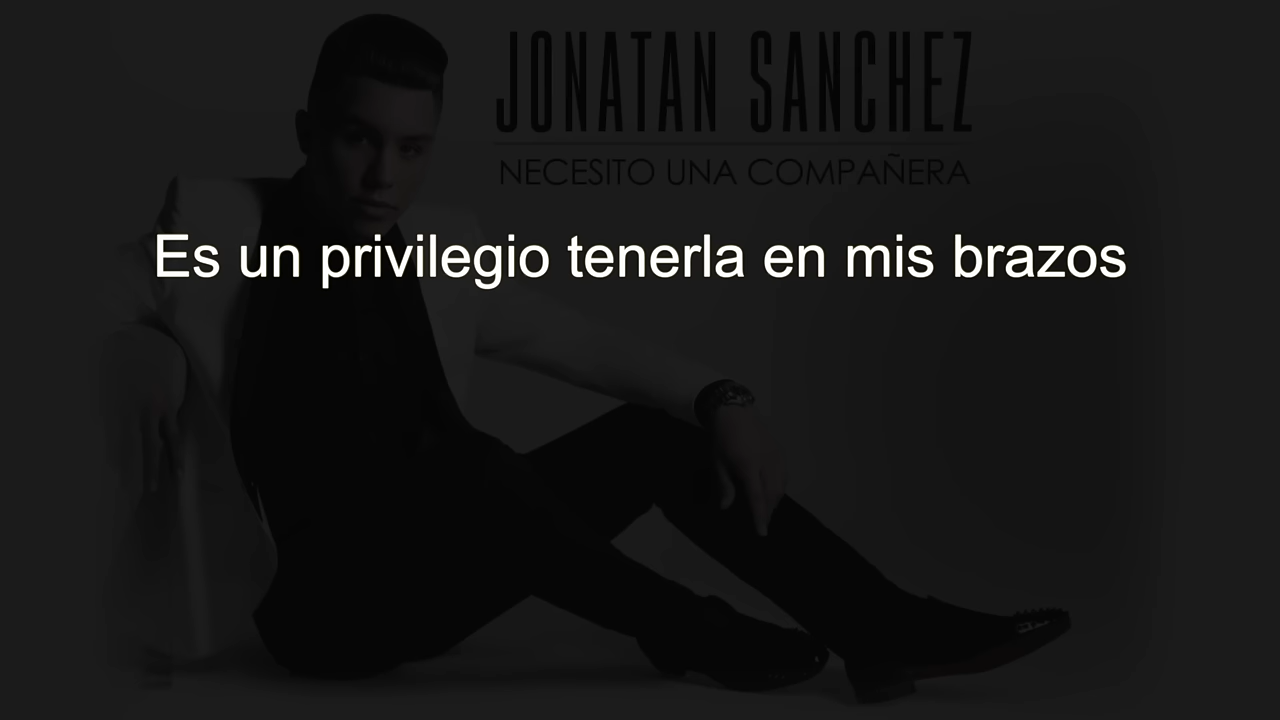 JONATAN SANCHEZ
NECESITO UNA COMPAÑERA
Es un privilegio tenerla en mis brazos